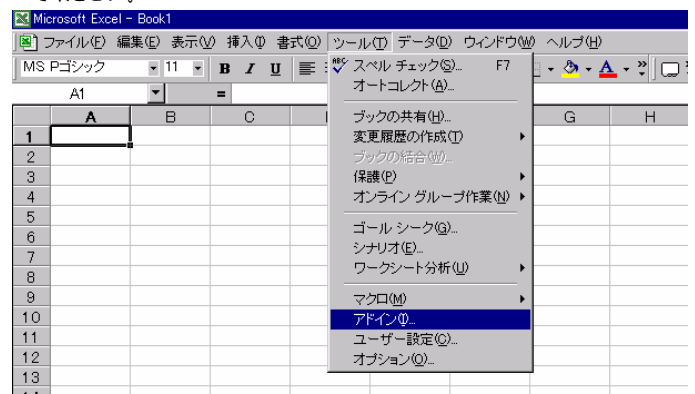 Microsoft Excel - Book1
ファイル(F) 編集(E) 表示(V) 挿入(I) 書式(O) ツール(T) データ(D) ウィンドウ(W) ヘルプ(H)
MS Pゴシック 11 B I U
A1 =
A B C G H
1
2
3
4
5
6
7
8
9
10
11
12
13
スペル チェック(S)... F7
オートコレクト(A)...
ブックの共有(H)...
変更履歴の作成(T)
ブックの結合(W)...
保護(P)
オンライン グループ作業(N)
ゴール シーク(G)...
シナリオ(E)...
ワークシート分析(U)
マクロ(M)
アドイン(I)...
ユーザー設定(C)...
オプション(O)...